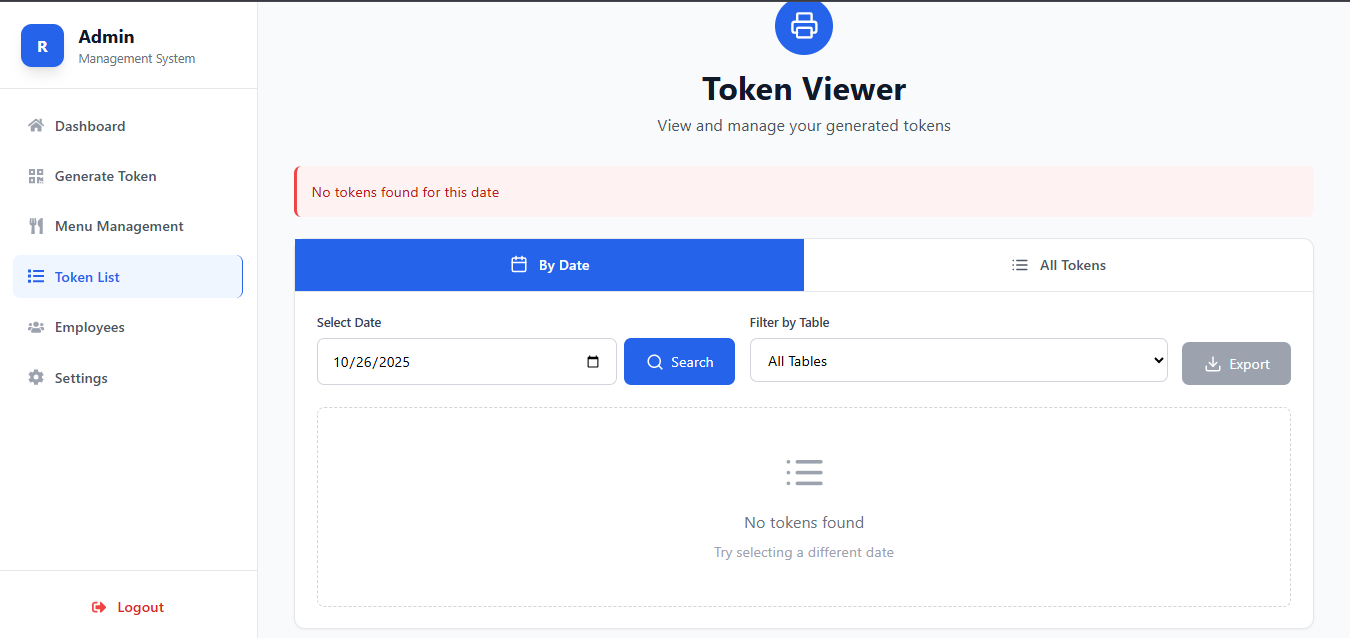 R
Admin
Management System
Dashboard
Generate Token
Menu Management
Token List
Employees
Settings
Logout
Token Viewer
View and manage your generated tokens
No tokens found for this date
By Date
All Tokens
Select Date
Filter by Table
10/26/2025
Search
All Tables
Export
No tokens found
Try selecting a different date